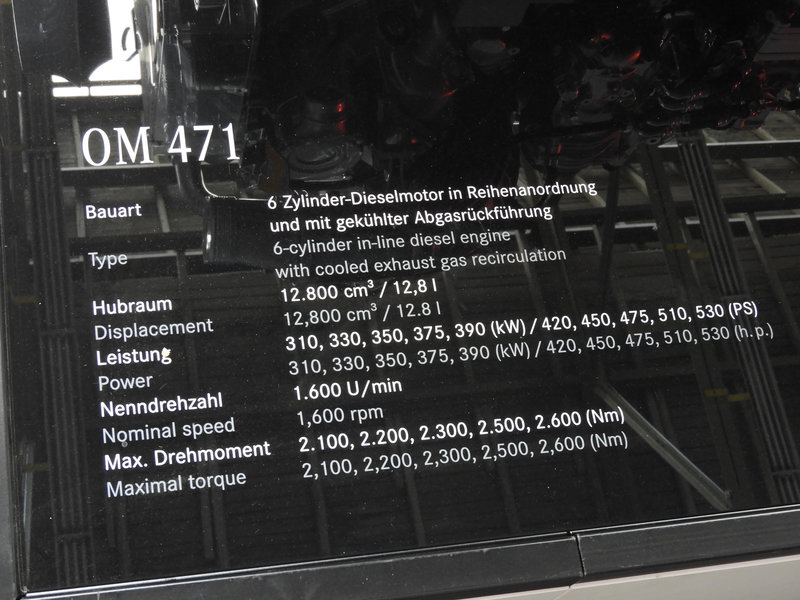 OM 471
Bauart 6 Zylinder-Dieselmotor in Reihenanordnung
und mit gekühlter Abgasrückführung
Type 6-cylinder in-line diesel engine
with cooled exhaust gas recirculation
Hubraum 12.800 cm³ / 12,8 l
Displacement 12,800 cm³ / 12.8 l
Leistung 310, 330, 350, 375, 390 (kW) / 420, 450, 475, 510, 530 (PS)
Power 310, 330, 350, 375, 390 (kW) / 420, 450, 475, 510, 530 (h.p.)
Nenndrehzahl 1.600 U/min
Nominal speed 1,600 rpm
Max. Drehmoment 2.100, 2.200, 2.300, 2.500, 2.600 (Nm)
Maximal torque 2,100, 2,200, 2,300, 2,500, 2,600 (Nm)